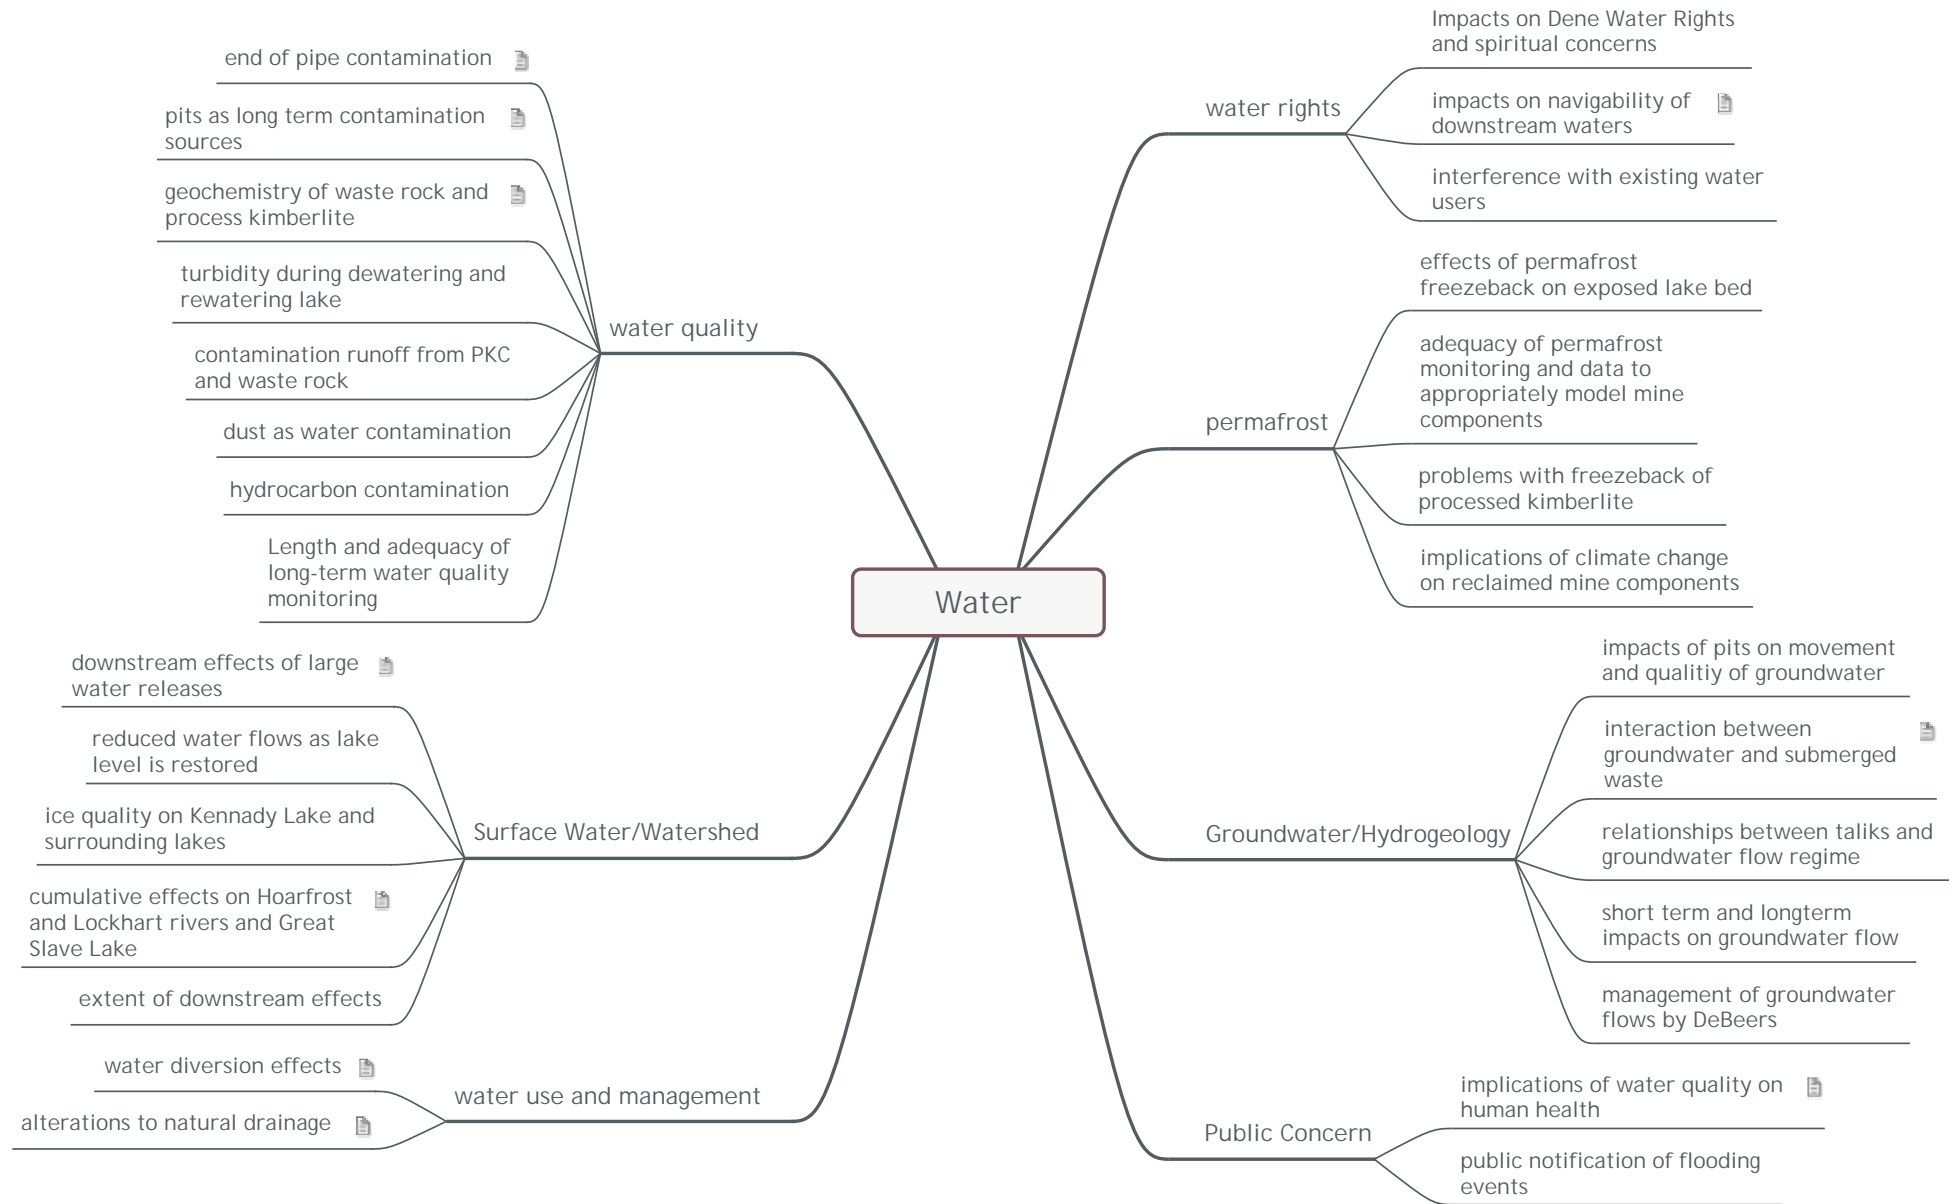 Water
water quality
end of pipe contamination
pits as long term contamination
sources
geochemistry of waste rock and
process kimberlite
turbidity during dewatering and
rewatering lake
contamination runoff from PKC
and waste rock
dust as water contamination
hydrocarbon contamination
Length and adequacy of
long-term water quality
monitoring
Surface Water/Watershed
downstream effects of large
water releases
reduced water flows as lake
level is restored
ice quality on Kennady Lake and
surrounding lakes
cumulative effects on Hoarfrost
and Lockhart rivers and Great
Slave Lake
extent of downstream effects
water use and management
water diversion effects
alterations to natural drainage
water rights
Impacts on Dene Water Rights
and spiritual concerns
impacts on navigability of
downstream waters
interference with existing water
users
permafrost
effects of permafrost
freezeback on exposed lake bed
adequacy of permafrost
monitoring and data to
appropriately model mine
components
problems with freezeback of
processed kimberlite
implications of climate change
on reclaimed mine components
Groundwater/Hydrogeology
impacts of pits on movement
and qualitiy of groundwater
interaction between
groundwater and submerged
waste
relationships between taliks and
groundwater flow regime
short term and longterm
impacts on groundwater flow
management of groundwater
flows by DeBeers
Public Concern
implications of water quality on
human health
public notification of flooding
events